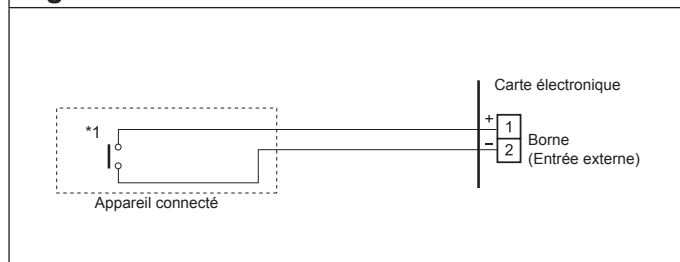 Carte électronique
*1
+
1
Borne
−
2
(Entrée externe)
Appareil connecté